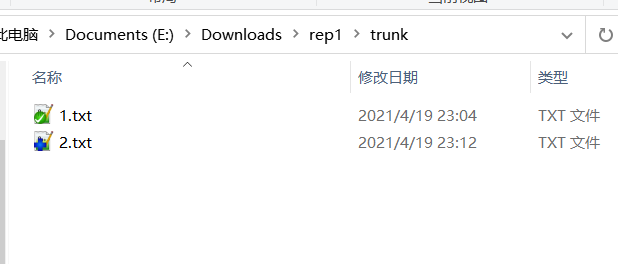 此电脑 > Documents (E:) > Downloads > rep1 > trunk
名称 修改日期 类型
1.txt 2021/4/19 23:04 TXT 文件
2.txt 2021/4/19 23:12 TXT 文件